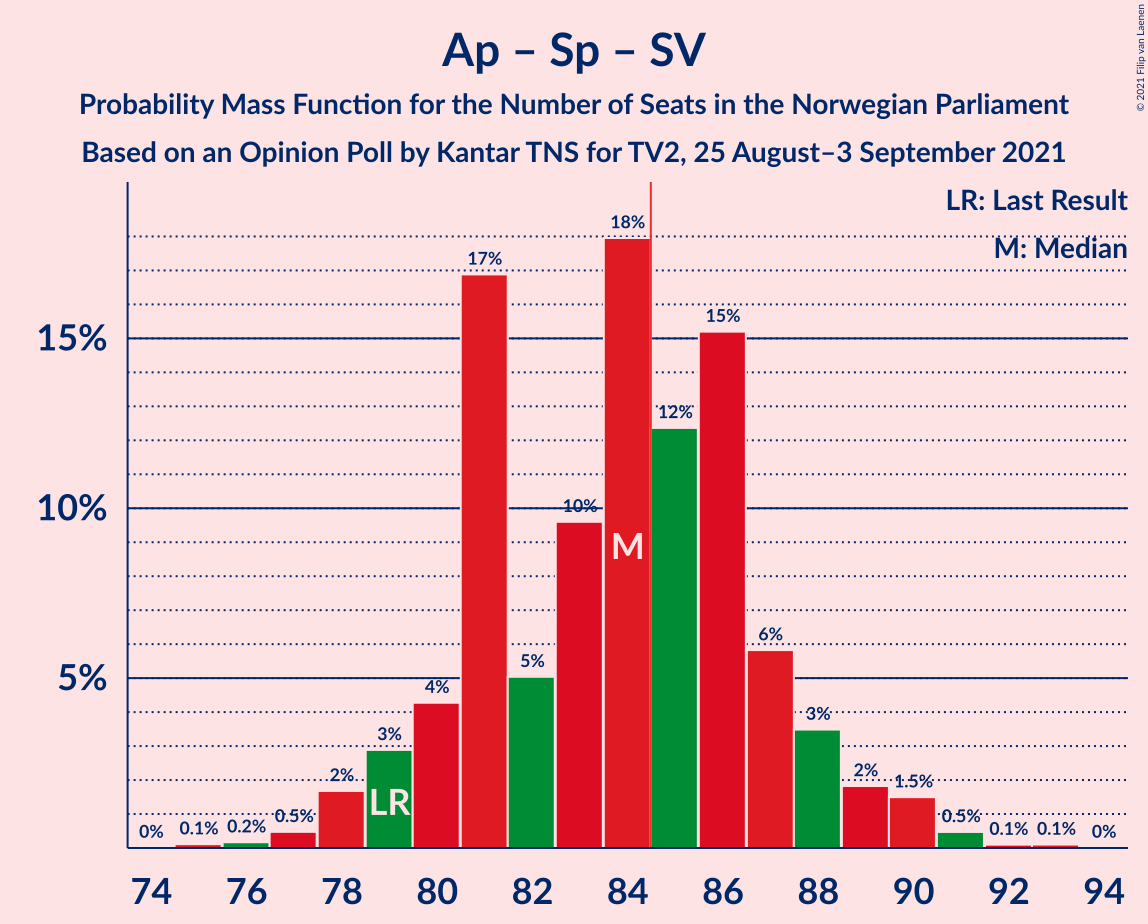 Ap – Sp – SV
Probability Mass Function for the Number of Seats in the Norwegian Parliament
Based on an Opinion Poll by Kantar TNS for TV2, 25 August–3 September 2021
© 2021 Filip van Laenen
LR: Last Result
M: Median
15%
10%
5%
0%
0.1%
0.2%
0.5%
2%
3%
4%
17%
5%
10%
18%
12%
15%
6%
3%
2%
1.5%
0.5%
0.1%
0.1%
0%
LR
M
74 76 78 80 82 84 86 88 90 92 94